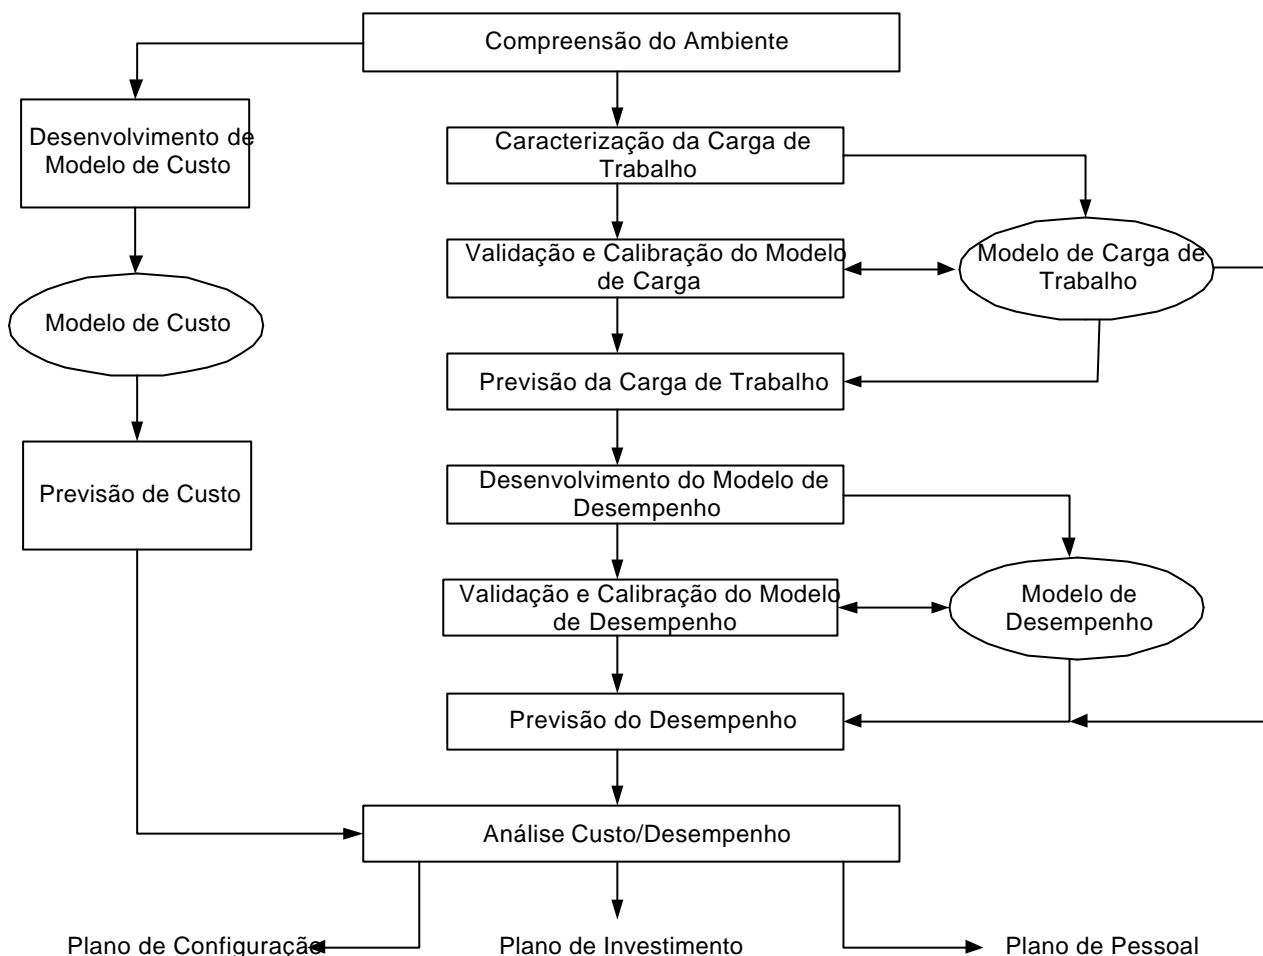 Compreensão do Ambiente
Desenvolvimento de
Modelo de Custo
Caracterização da Carga de
Trabalho
Validação e Calibração do Modelo
de Carga
Modelo de Carga de
Trabalho
Modelo de Custo
Previsão da Carga de Trabalho
Previsão de Custo
Desenvolvimento do Modelo de
Desempenho
Validação e Calibração do Modelo
de Desempenho
Modelo de
Desempenho
Previsão do Desempenho
Análise Custo/Desempenho
Plano de Configuração
Plano de Investimento
Plano de Pessoal